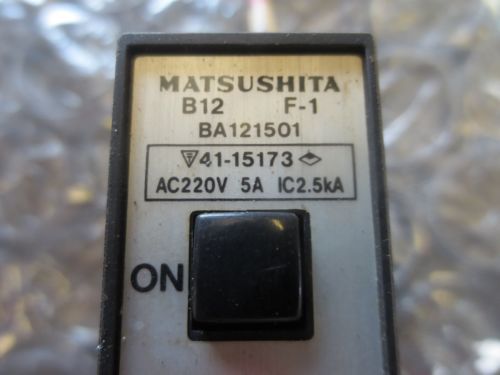 MATSUSHITA
B12 F-1
BA121501
41-15173
AC220V 5A IC2.5kA
ON